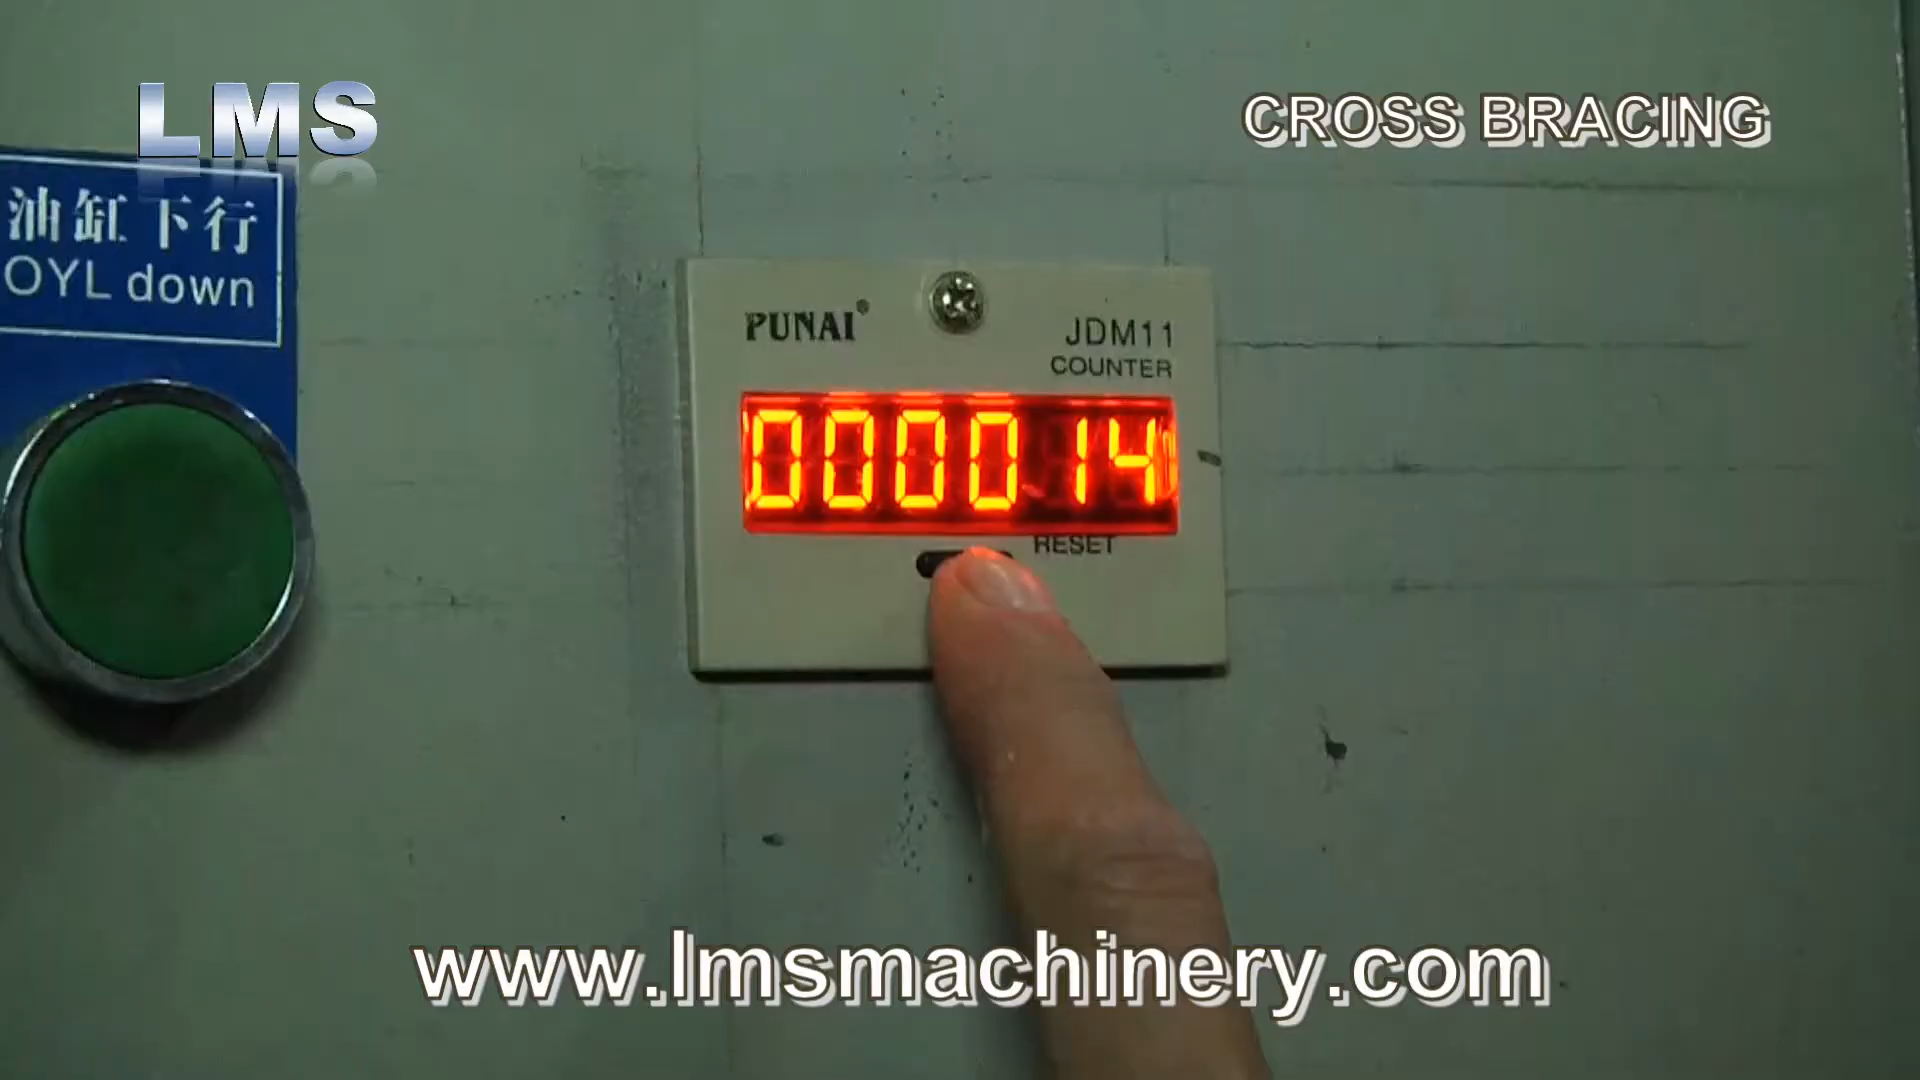 LMS
CROSS BRACING
油缸下行
OYL down
PUNAI®
JDM11
COUNTER
000014
RESET
www.lmsmachinery.com